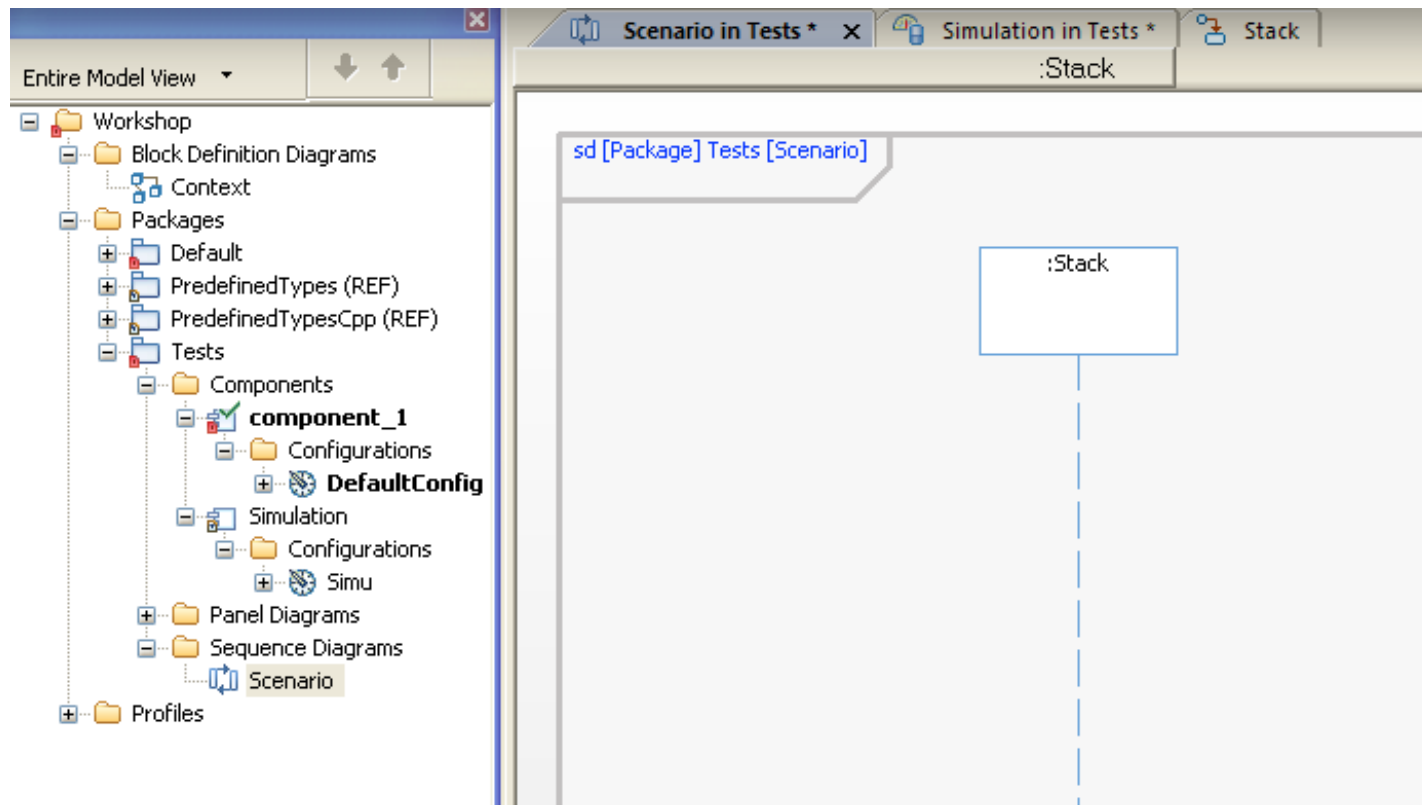 Entire Model View
Workshop
Block Definition Diagrams
Context
Packages
Default
PredefinedTypes (REF)
PredefinedTypesCpp (REF)
Tests
Components
component_1
Configurations
DefaultConfig
Simulation
Configurations
Simu
Panel Diagrams
Sequence Diagrams
Scenario
Profiles
Scenario in Tests * Simulation in Tests * Stack
:Stack
sd [Package] Tests [Scenario]
:Stack